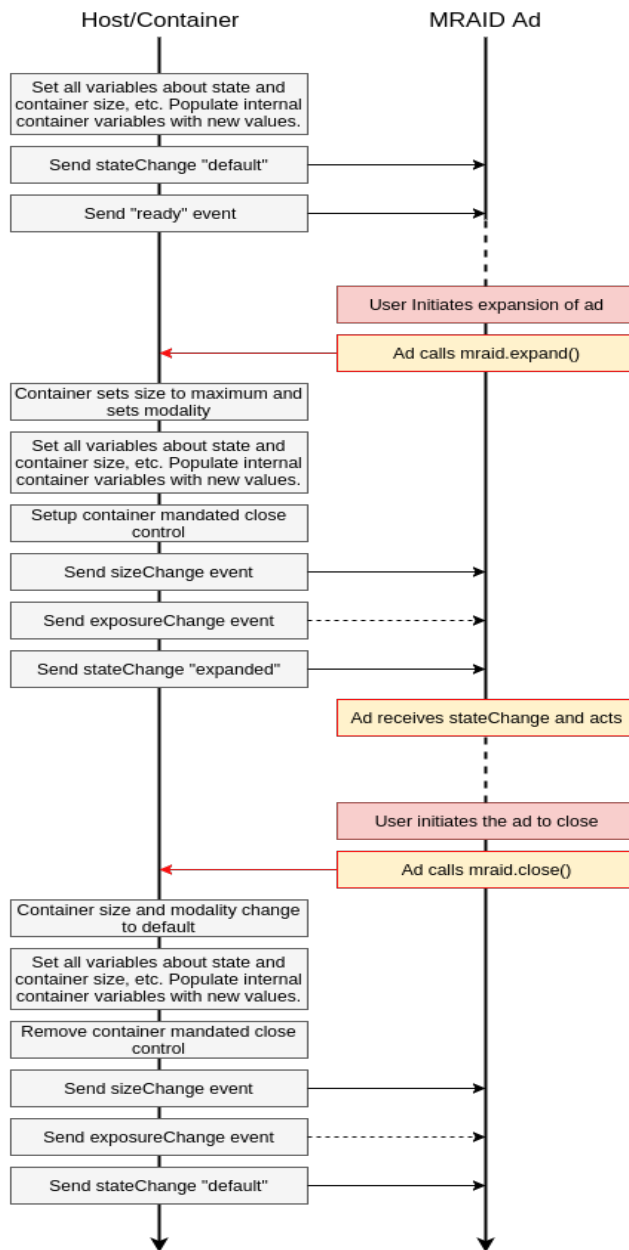 Host/Container
MRAID Ad
Set all variables about state and
container size, etc. Populate internal
container variables with new values.
Send stateChange "default"
Send "ready" event
User Initiates expansion of ad
Ad calls mraid.expand()
Container sets size to maximum and
sets modality
Set all variables about state and
container size, etc. Populate internal
container variables with new values.
Setup container mandated close
control
Send sizeChange event
Send exposureChange event
Send stateChange "expanded"
Ad receives stateChange and acts
User initiates the ad to close
Ad calls mraid.close()
Container size and modality change
to default
Set all variables about state and
container size, etc. Populate internal
container variables with new values.
Remove container mandated close
control
Send sizeChange event
Send exposureChange event
Send stateChange "default"